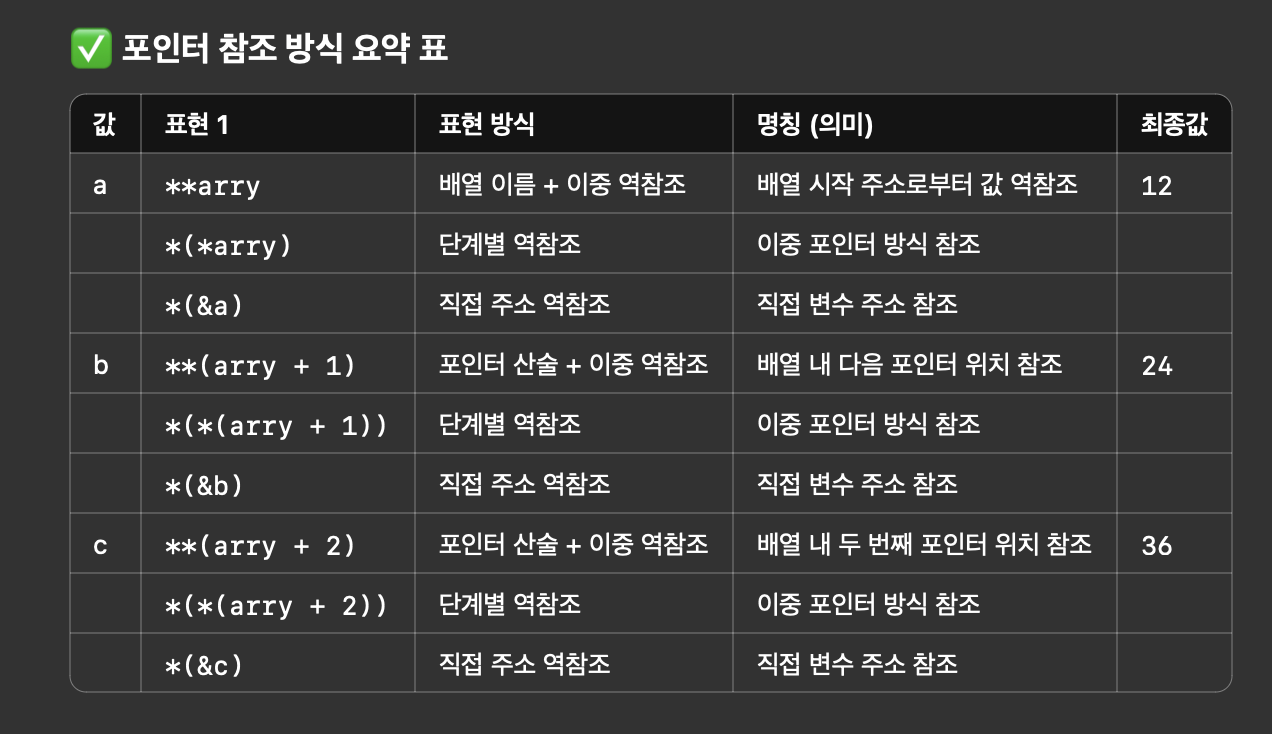 ✅ 포인터 참조 방식 요약 표
값 표현 1 표현 방식 명칭 (의미) 최종값
a **arry 배열 이름 + 이중 역참조 배열 시작 주소로부터 값 역참조 12
*(*arry) 단계별 역참조 이중 포인터 방식 참조
*(&a) 직접 주소 역참조 직접 변수 주소 참조
b **(arry + 1) 포인터 산술 + 이중 역참조 배열 내 다음 포인터 위치 참조 24
*(*(arry + 1)) 단계별 역참조 이중 포인터 방식 참조
*(&b) 직접 주소 역참조 직접 변수 주소 참조
c **(arry + 2) 포인터 산술 + 이중 역참조 배열 내 두 번째 포인터 위치 참조 36
*(*(arry + 2)) 단계별 역참조 이중 포인터 방식 참조
*(&c) 직접 주소 역참조 직접 변수 주소 참조